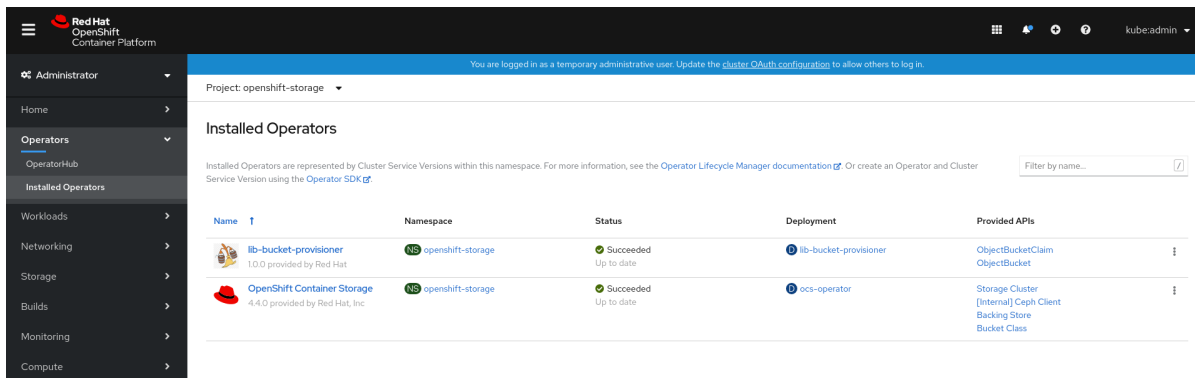 Red Hat
OpenShift
Container Platform
kube:admin
Administrator
You are logged in as a temporary administrative user. Update the cluster OAuth configuration to allow others to log in.
Project: openshift-storage
Home
Operators
OperatorHub
Installed Operators
Workloads
Networking
Storage
Builds
Monitoring
Compute
Installed Operators
Installed Operators are represented by Cluster Service Versions within this namespace. For more information, see the Operator Lifecycle Manager documentation. Or create an Operator and Cluster
Service Version using the Operator SDK.
Filter by name...
/
Name Namespace Status Deployment Provided APIs
lib-bucket-provisioner NS openshift-storage Succeeded D lib-bucket-provisioner ObjectBucketClaim
1.0.0 provided by Red Hat Up to date ObjectBucket
OpenShift Container Storage NS openshift-storage Succeeded D ocs-operator Storage Cluster
4.4.0 provided by Red Hat, Inc Up to date [Internal] Ceph Client
Backing Store
Bucket Class